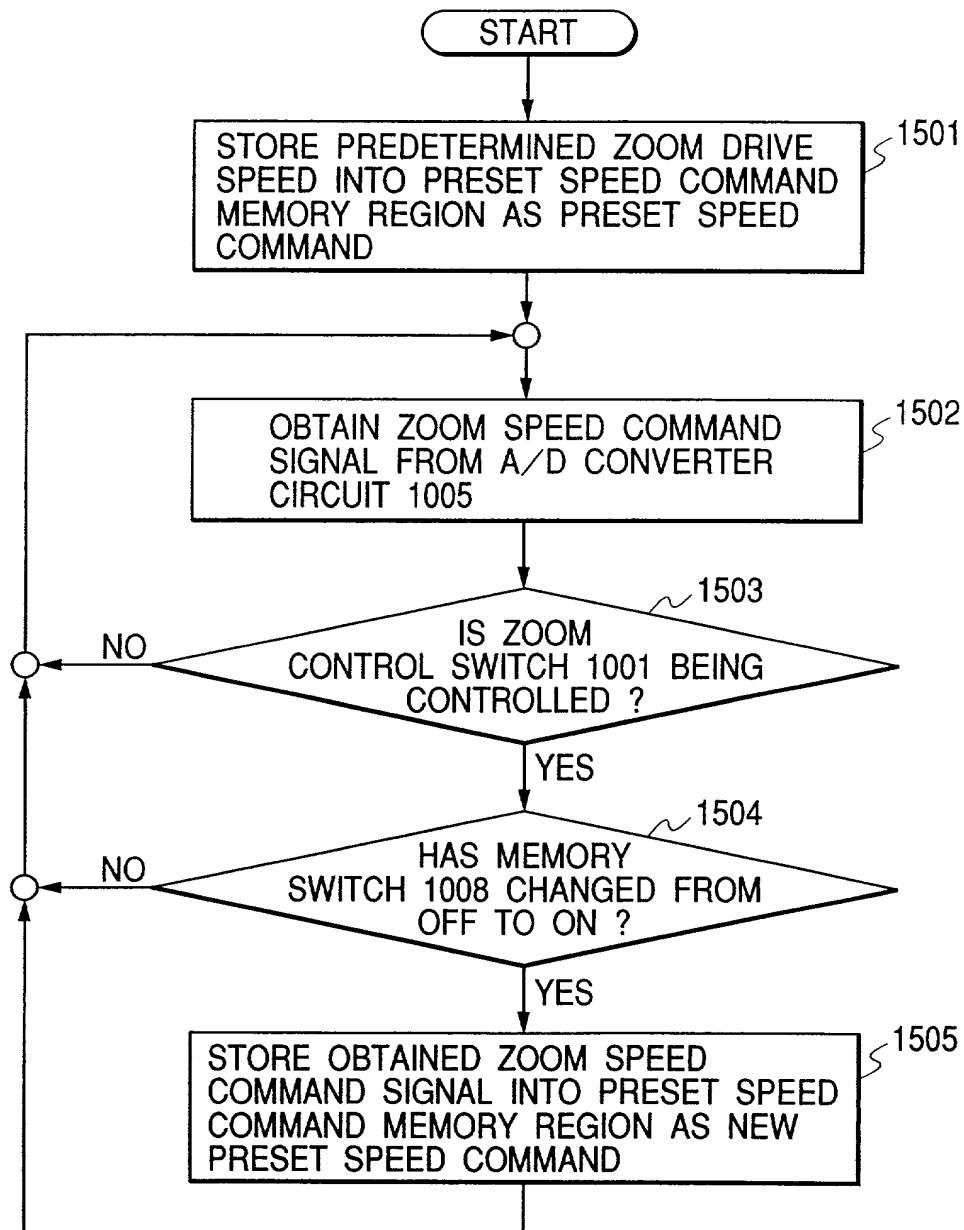 START
STORE PREDETERMINED ZOOM DRIVE
SPEED INTO PRESET SPEED COMMAND
MEMORY REGION AS PRESET SPEED
COMMAND
1501
OBTAIN ZOOM SPEED COMMAND
SIGNAL FROM A/D CONVERTER
CIRCUIT 1005
1502
1503
IS ZOOM
CONTROL SWITCH 1001 BEING
CONTROLLED ?
NO
YES
1504
HAS MEMORY
SWITCH 1008 CHANGED FROM
OFF TO ON ?
NO
YES
STORE OBTAINED ZOOM SPEED
COMMAND SIGNAL INTO PRESET SPEED
COMMAND MEMORY REGION AS NEW
PRESET SPEED COMMAND
1505